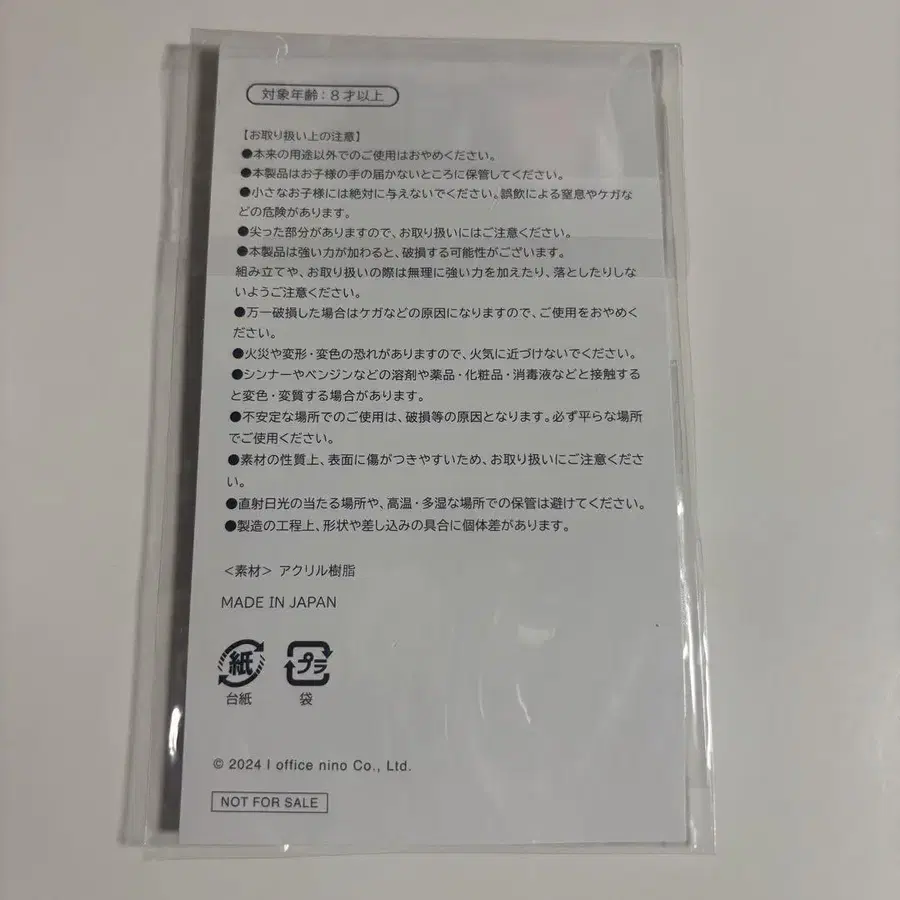 対象年齢:8才以上
【お取り扱い上の注意】
●本来の用途以外でのご使用はおやめください。
●本製品はお子様の手の届かないところに保管してください。
●小さなお子様には絶対に与えないでください。誤飲による窒息やケガな
どの危険があります。
●尖った部分がありますので、お取り扱いにはご注意ください。
●本製品は強い力が加わると、破損する可能性がございます。
組み立てや、お取り扱いの際は無理に強い力を加えたり、落としたりしな
いようご注意ください。
●万一破損した場合はケガなどの原因になりますので、ご使用をおやめく
ださい。
●火災や変形・変色の恐れがありますので、火気に近づけないでください。
●シンナーやベンジンなどの溶剤や薬品・化粧品・消毒液などと接触する
と変色・変質する場合があります。
●不安定な場所でのご使用は、破損等の原因となります。必ず平らな場所
でご使用ください。
●素材の性質上、表面に傷がつきやすいため、お取り扱いにご注意くださ
い。
●直射日光の当たる場所や、高温・多湿な場所での保管は避けてください。
●製造の工程上、形状や差し込みの具合に個体差があります。
<素材> アクリル樹脂
MADE IN JAPAN
紙 プラ
台紙 袋
© 2024 I office nino Co., Ltd.
NOT FOR SALE